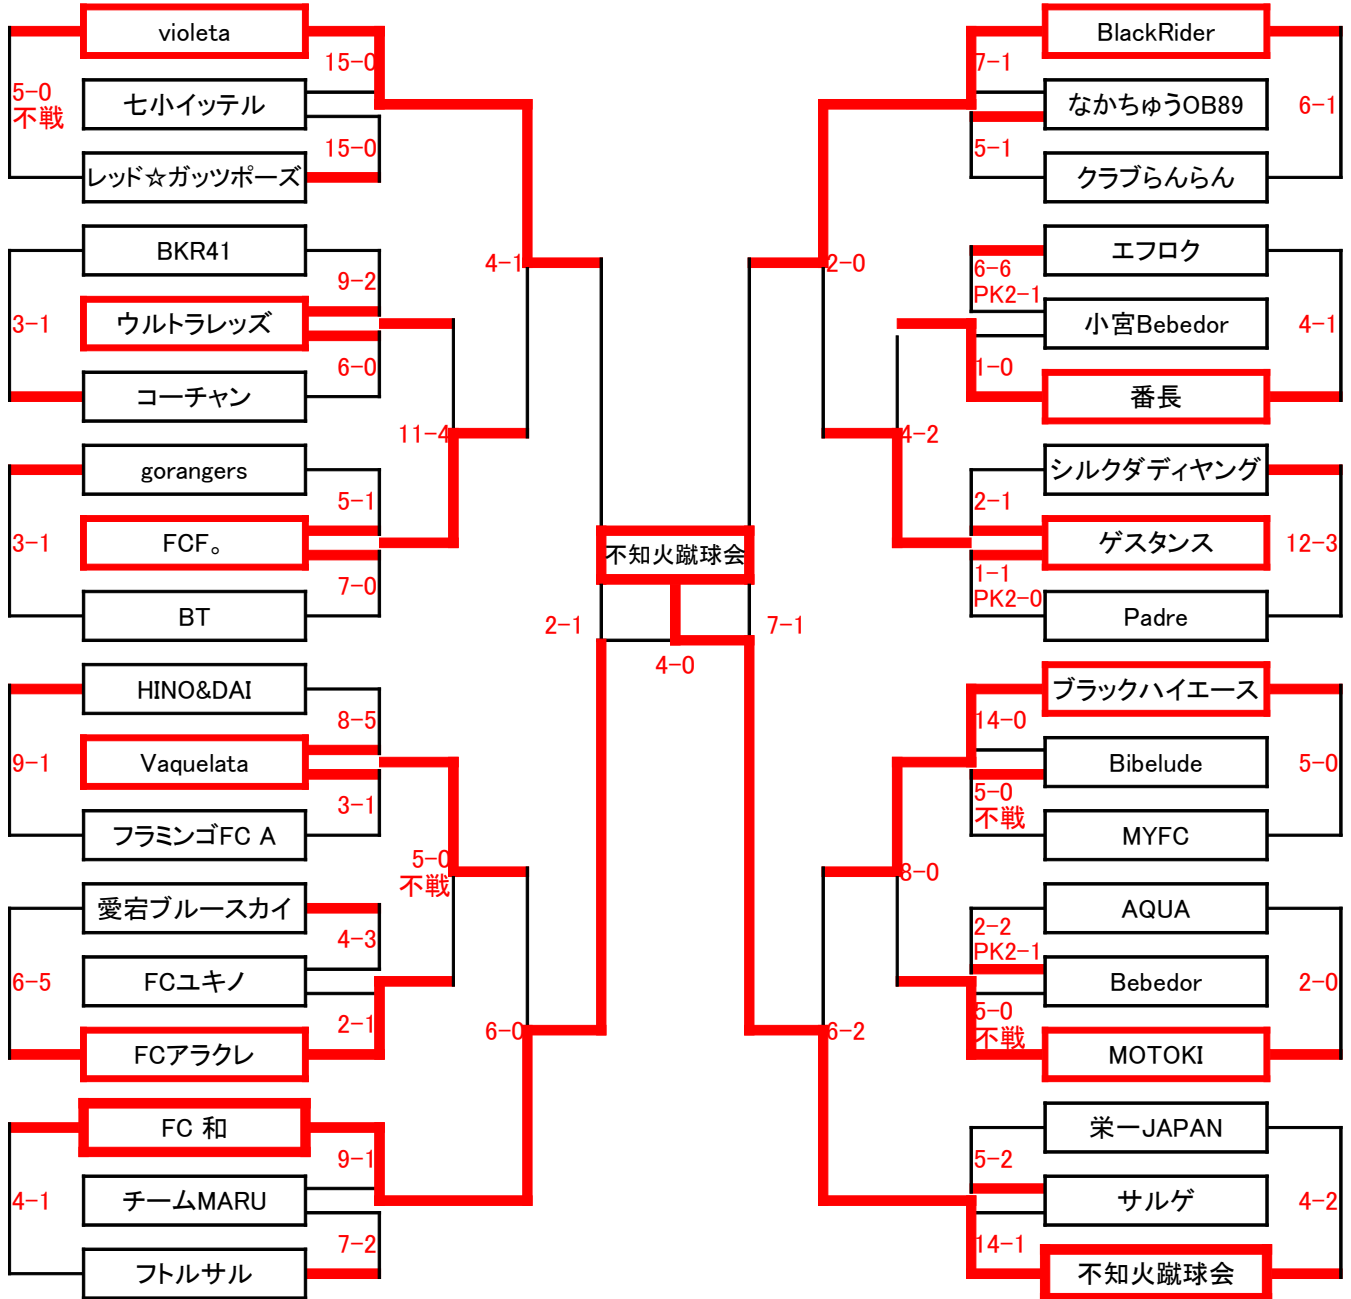 violeta
15-0
5-0
不戦
七小イッテル
15-0
レッド☆ガッツポーズ
BKR41
9-2
3-1
ウルトラレッズ
6-0
コーチャン
4-1
11-4
gorangers
5-1
3-1
FCF。
7-0
BT
HINO&DAI
8-5
9-1
Vaquelata
3-1
フラミンゴFC A
5-0
不戦
愛宕ブルースカイ
4-3
6-5
FCユキノ
2-1
FCアラクレ
6-0
FC 和
9-1
4-1
チームMARU
7-2
フトルサル
不知火蹴球会
2-1
7-1
4-0
BlackRider
7-1
なかちゅうOB89
6-1
5-1
クラブらんらん
2-0
エフロク
6-6
PK2-1
小宮Bebedor
4-1
1-0
番長
4-2
シルクダディヤング
2-1
ゲスタンス
12-3
1-1
PK2-0
Padre
ブラックハイエース
14-0
Bibelude
5-0
5-0
不戦
MYFC
8-0
AQUA
2-2
PK2-1
Bebedor
2-0
5-0
不戦
MOTOKI
6-2
栄一JAPAN
5-2
サルゲ
4-2
14-1
不知火蹴球会